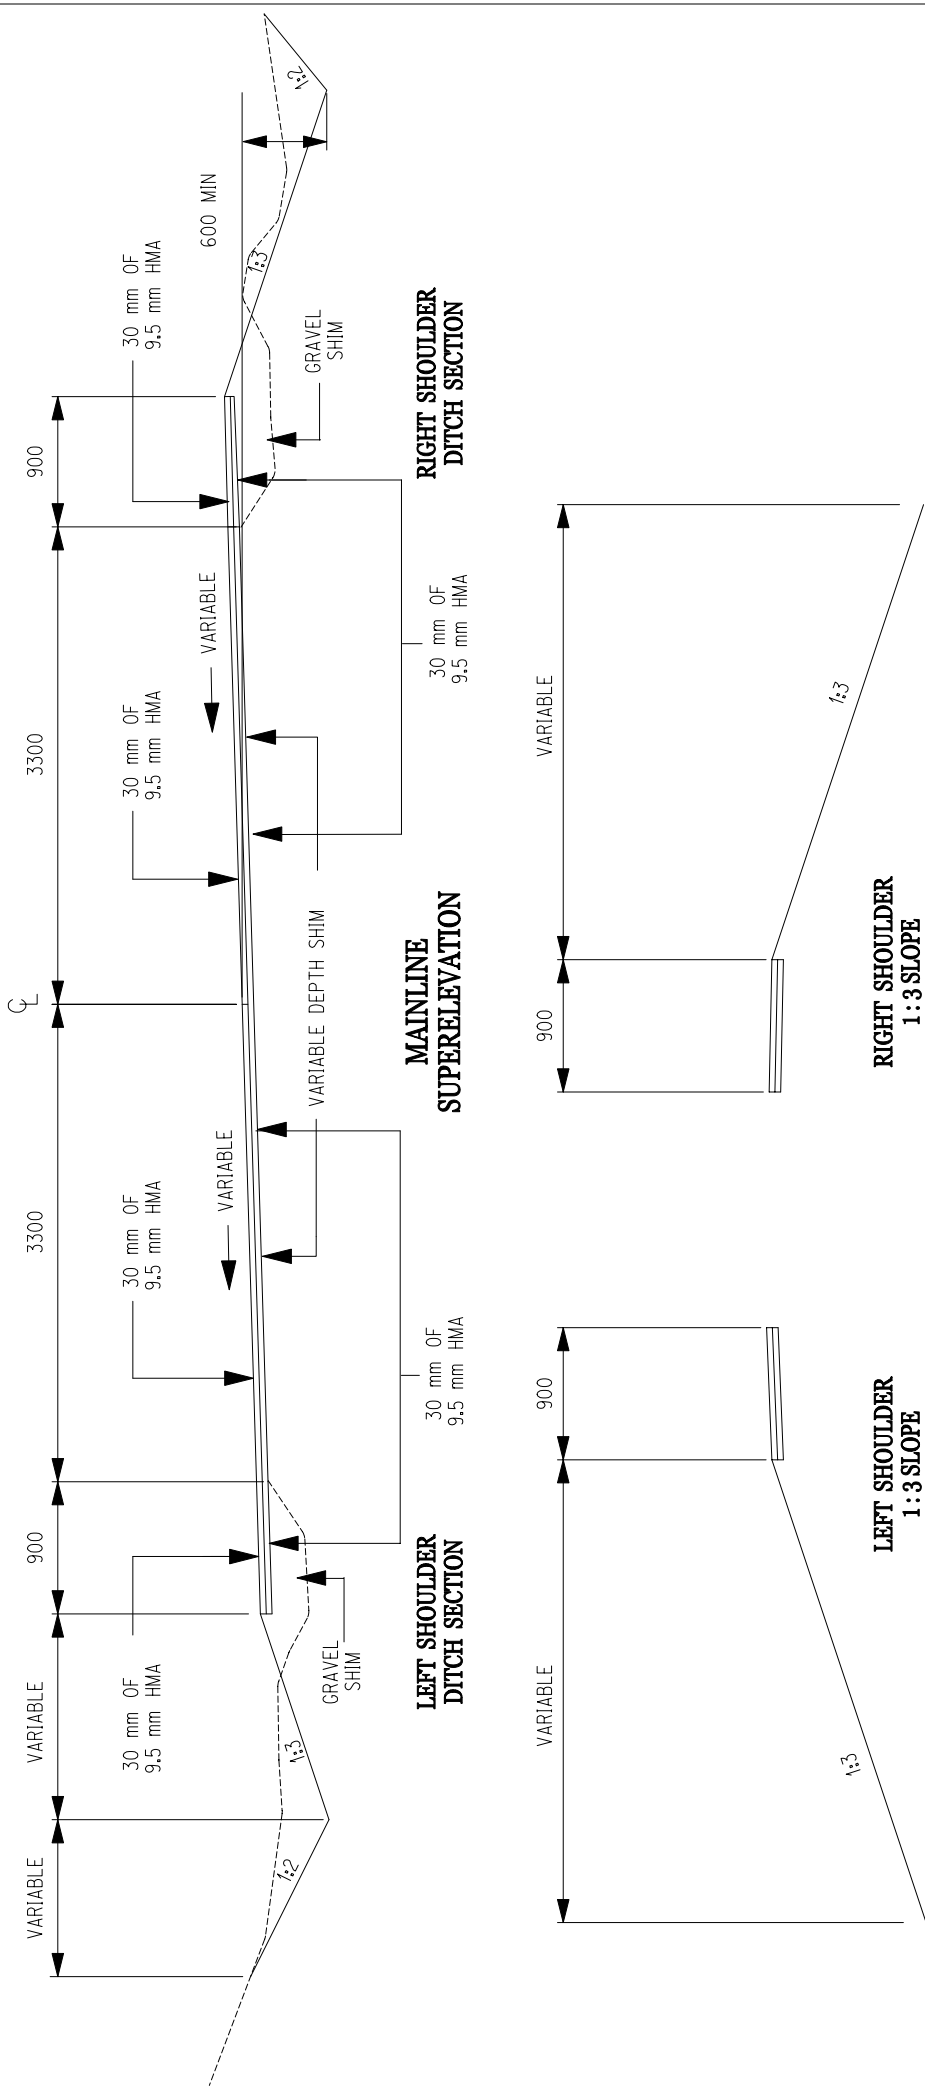 VARIABLE
VARIABLE
900
3300
℄
3300
900
30 mm OF
9.5 mm HMA
30 mm OF
9.5 mm HMA
30 mm OF
9.5 mm HMA
30 mm OF
9.5 mm HMA
600 MIN
VARIABLE
VARIABLE
1:2
1:3
1:3
1:2
GRAVEL
SHIM
VARIABLE DEPTH SHIM
GRAVEL
SHIM
LEFT SHOULDER
DITCH SECTION
30 mm OF
9.5 mm HMA
MAINLINE
SUPERELEVATION
30 mm OF
9.5 mm HMA
RIGHT SHOULDER
DITCH SECTION
VARIABLE
900
900
VARIABLE
1:3
1:3
LEFT SHOULDER
1:3 SLOPE
RIGHT SHOULDER
1:3 SLOPE